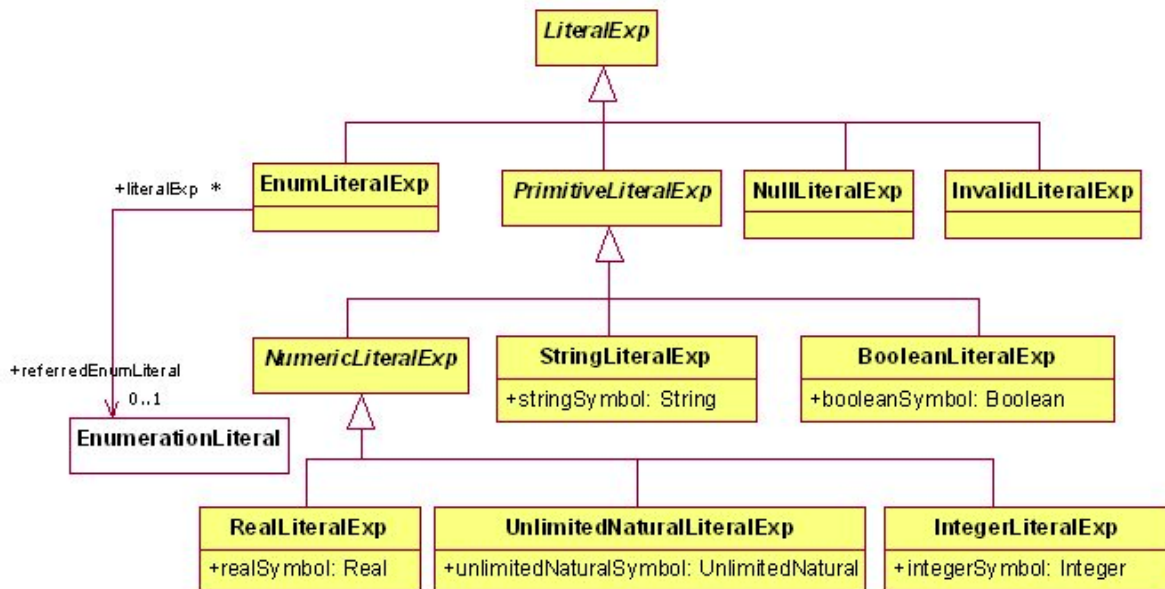 LiteralExp
+literalExp *
EnumLiteralExp
PrimitiveLiteralExp
NullLiteralExp
InvalidLiteralExp
+referredEnumLiteral
0..1
EnumerationLiteral
NumericLiteralExp
StringLiteralExp
+stringSymbol: String
BooleanLiteralExp
+booleanSymbol: Boolean
RealLiteralExp
+realSymbol: Real
UnlimitedNaturalLiteralExp
+unlimitedNaturalSymbol: UnlimitedNatural
IntegerLiteralExp
+integerSymbol: Integer